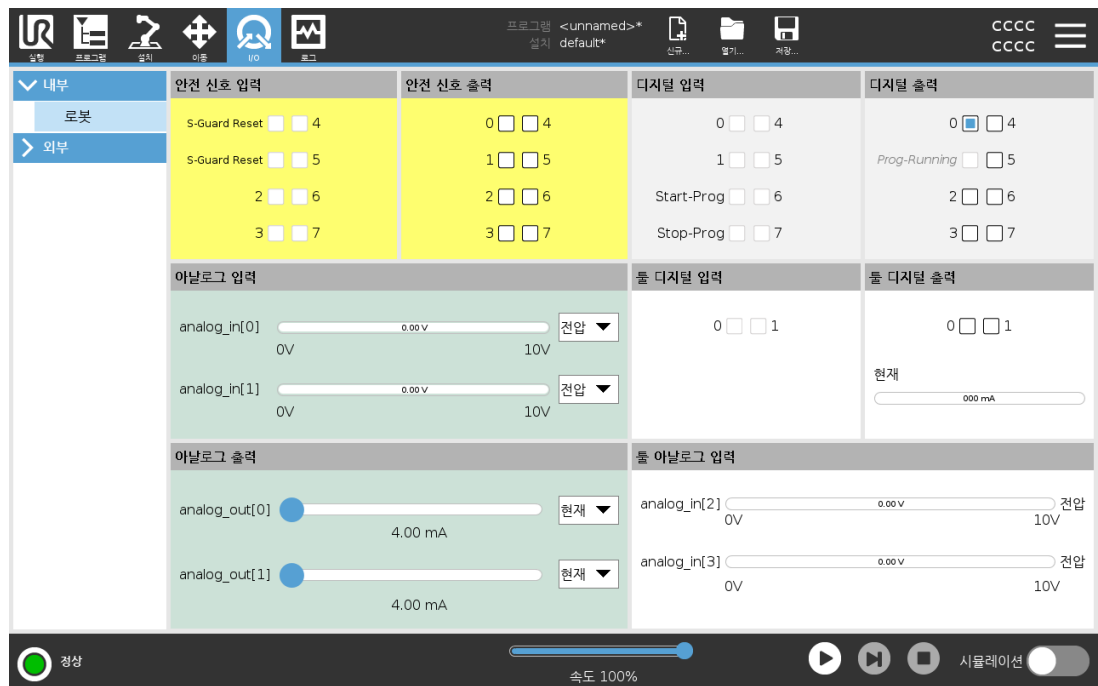 UR
프로그램 <unnamed>*
설치 default*
CCCC
CCCC
실행 프로그램 설치 이동 I/O 로그 신규... 열기... 저장...
내부
로봇
외부
안전 신호 입력
S-Guard Reset 4
S-Guard Reset 5
2 6
3 7
안전 신호 출력
0 4
1 5
2 6
3 7
디지털 입력
0 4
1 5
Start-Prog 6
Stop-Prog 7
디지털 출력
0 4
Prog-Running 5
2 6
3 7
아날로그 입력
analog_in[0] 0.00 V 전압
0V 10V
analog_in[1] 0.00 V 전압
0V 10V
툴 디지털 입력
0 1
툴 디지털 출력
0 1
현재
000 mA
아날로그 출력
analog_out[0] 현재
4.00 mA
analog_out[1] 현재
4.00 mA
툴 아날로그 입력
analog_in[2] 0.00 V 전압
0V 10V
analog_in[3] 0.00 V 전압
0V 10V
정상
속도 100%
시뮬레이션